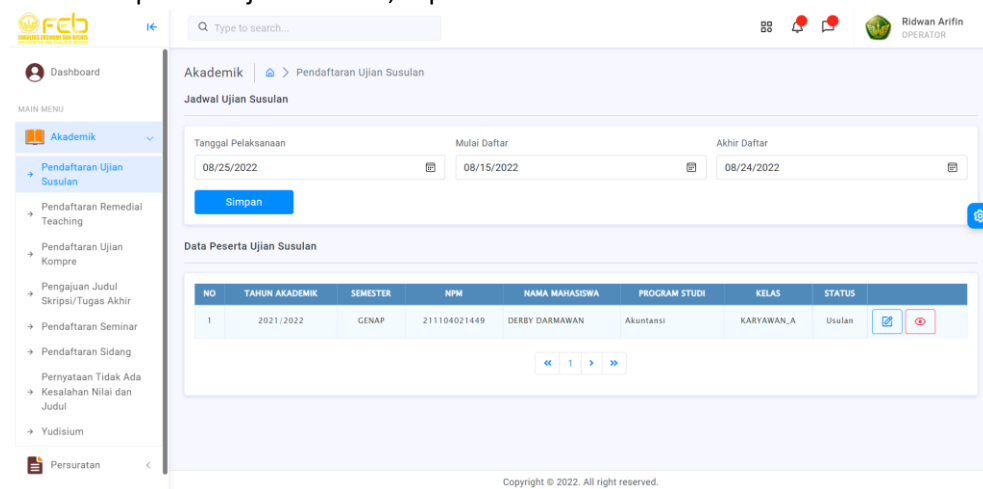 FEB
Type to search...
Ridwan Arifin
OPERATOR
Dashboard
MAIN MENU
Akademik
Pendaftaran Ujian
Susulan
Pendaftaran Remedial
Teaching
Pendaftaran Ujian
Kompre
Pengajuan Judul
Skripsi/Tugas Akhir
Pendaftaran Seminar
Pendaftaran Sidang
Pernyataan Tidak Ada
Kesalahan Nilai dan
Judul
Yudisium
Persuratan
Akademik > Pendaftaran Ujian Susulan
Jadwal Ujian Susulan
Tanggal Pelaksanaan Mulai Daftar Akhir Daftar
08/25/2022 08/15/2022 08/24/2022
Simpan
Data Peserta Ujian Susulan
NO TAHUN AKADEMIK SEMESTER NPM NAMA MAHASISWA PROGRAM STUDI KELAS STATUS
1 2021/2022 GENAP 211104021449 DERBY DARMAWAN Akuntansi KARYAWAN_A Usulan
« 1 > »
Copyright © 2022. All right reserved.